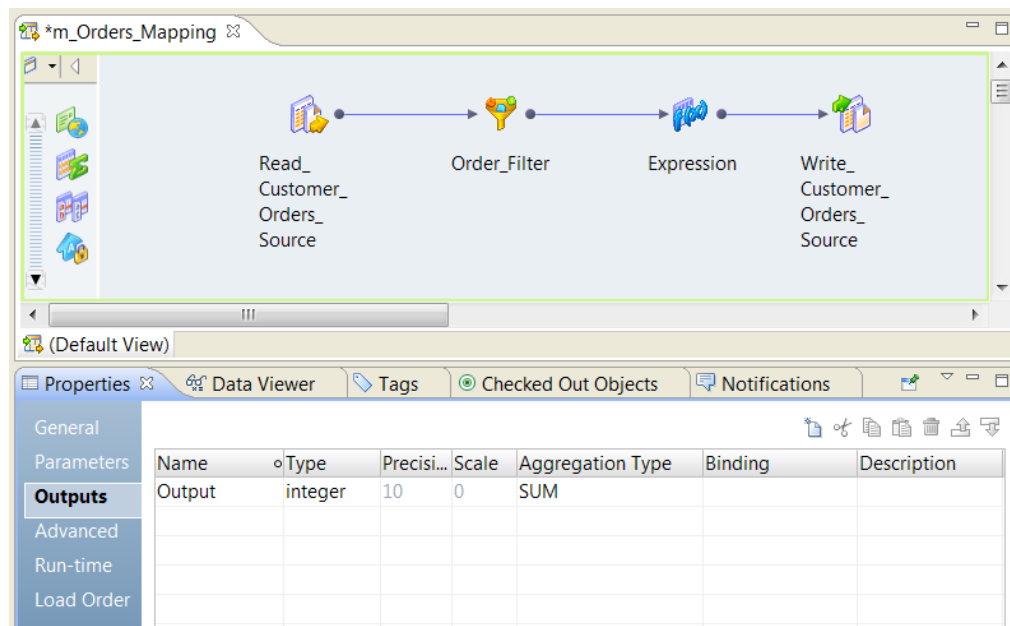 *m_Orders_Mapping
Read_
Customer_
Orders_
Source
Order_Filter
Expression
Write_
Customer_
Orders_
Source
(Default View)
Properties Data Viewer Tags Checked Out Objects Notifications
General
Parameters
Outputs
Advanced
Run-time
Load Order
Name Type Precisi... Scale Aggregation Type Binding Description
Output integer 10 0 SUM